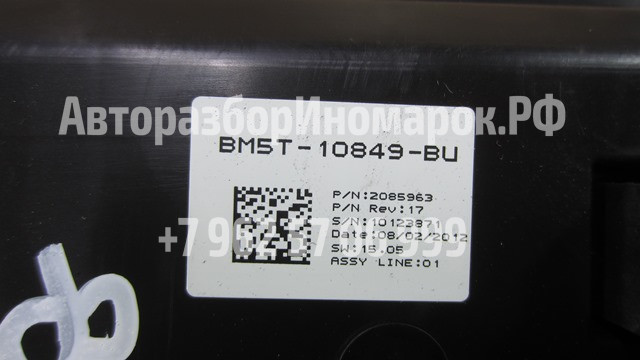 АвторазборИномарок.РФ
BM5T-10849-BU
P/N:2085963
P/N Rev:17
Date:08/02/2012
SW:15.05
ASSY LINE:01